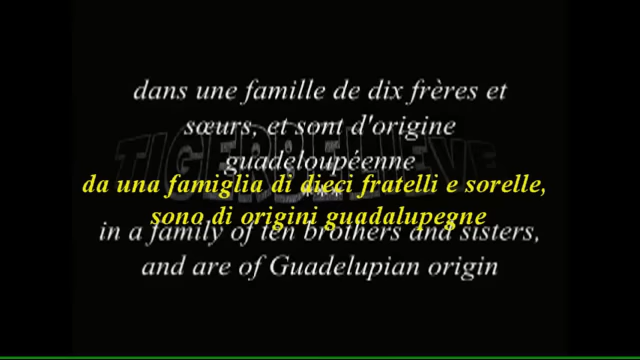 dans une famille de dix frères et
sœurs, et sont d'origine
guadeloupéenne
TIGERBELIEVE
da una famiglia di dieci fratelli e sorelle,
sono di origini guadalupegne
in a family of ten brothers and sisters,
and are of Guadelupian origin